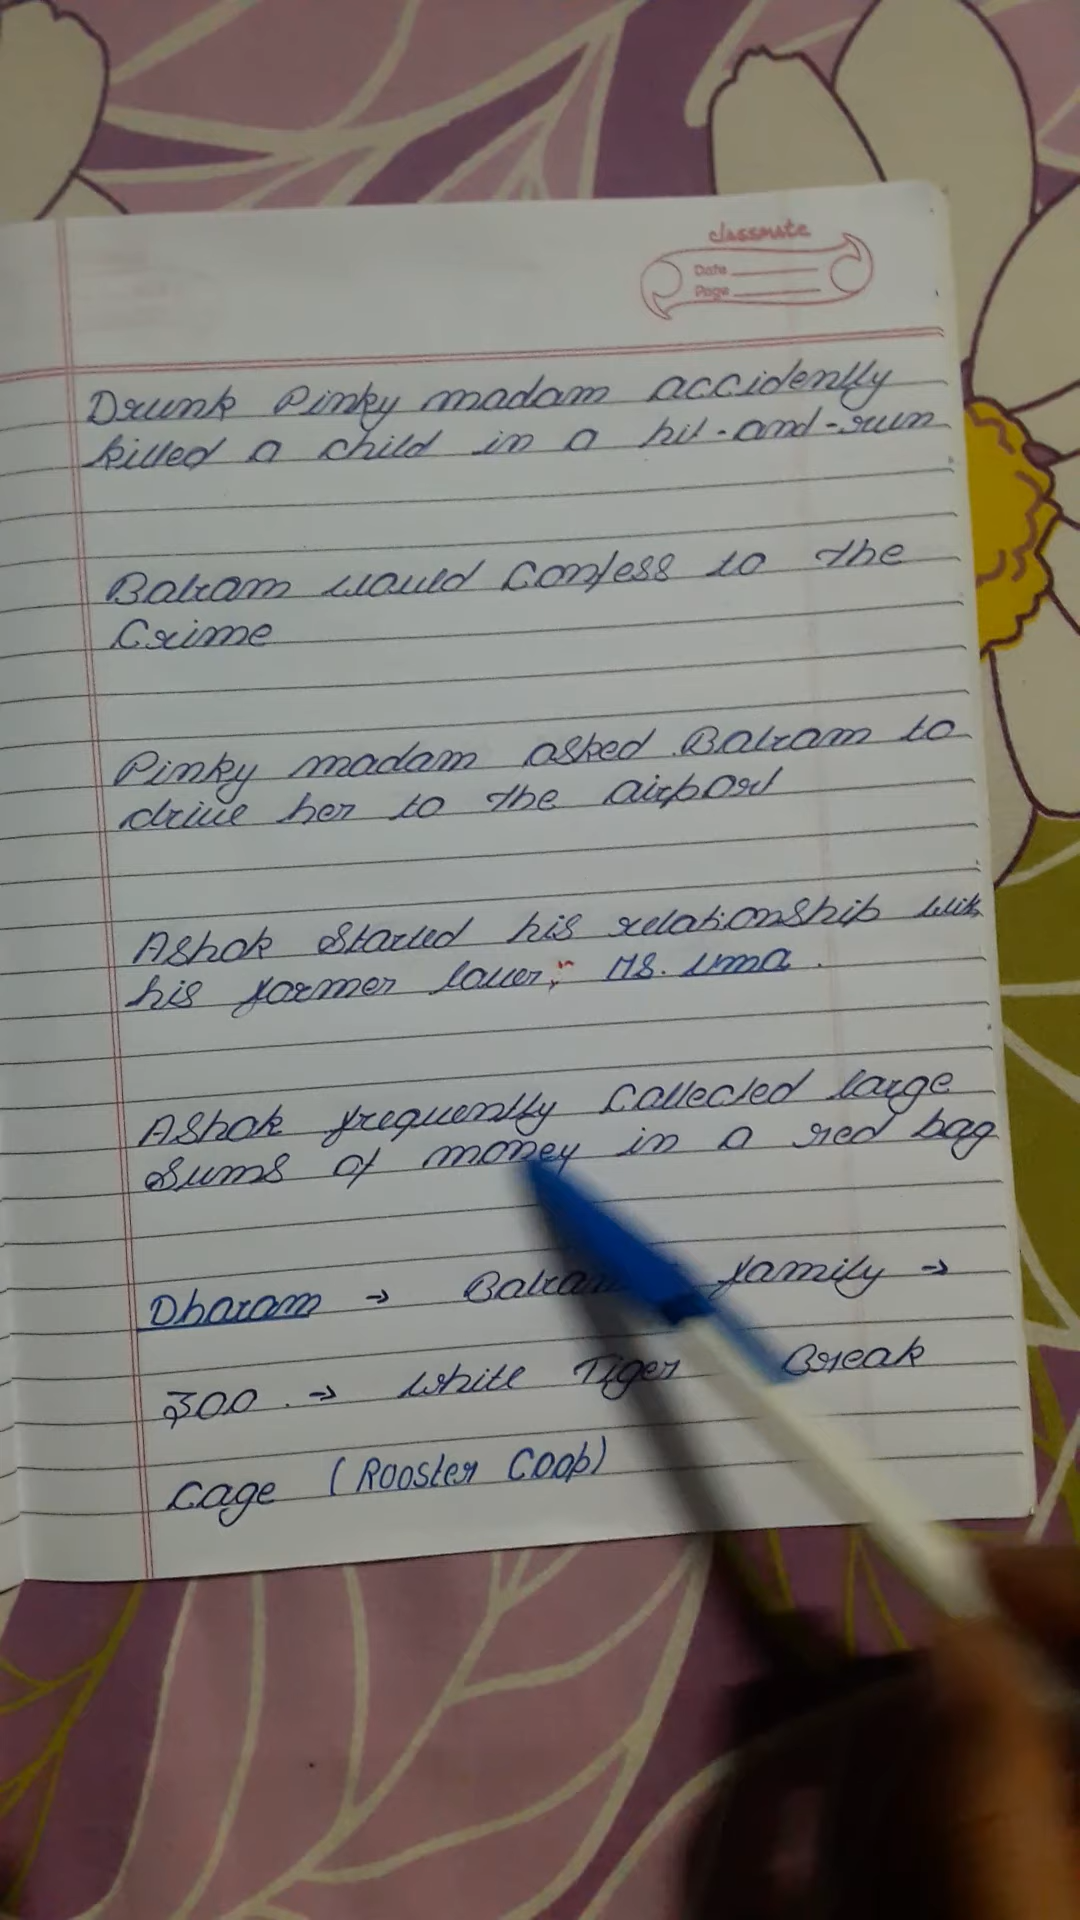 classmate
Date
Page
Drunk Pinky madam accidently
killed a child in a hit-and-run
Balram would confess to the
Crime
Pinky madam asked Balram to
drive her to the airport
Ashok started his relationship with
his former lover, Ms. Uma.
Ashok frequently collected large
sums of money in a red bag
Dharam → family →
zoo → White Tiger Break
Cage (Rooster Coop)